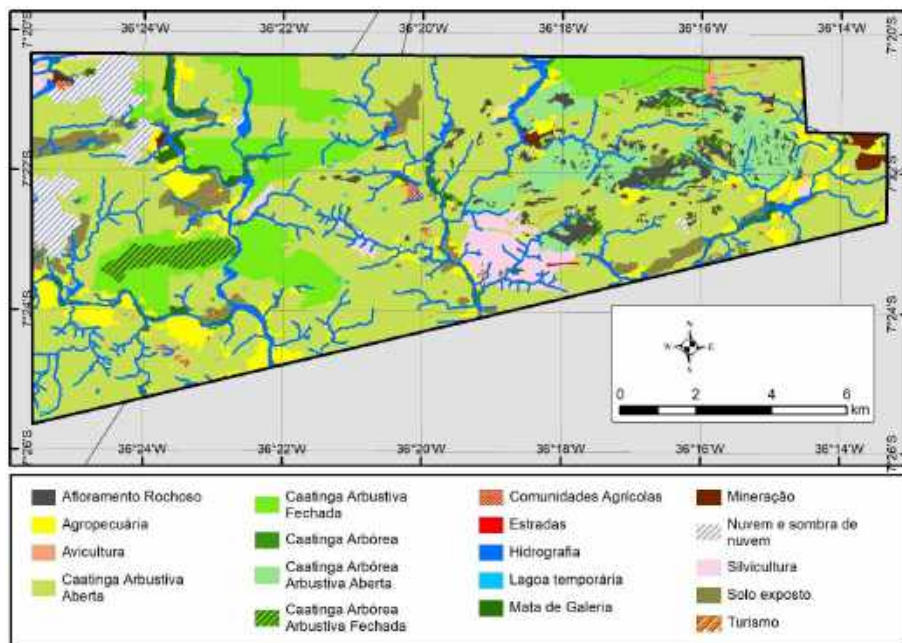 36°24'W 36°22'W 36°20'W 36°18'W 36°16'W 36°14'W
7°20'S 7°20'S
7°22'S 7°22'S
7°24'S 7°24'S
7°26'S 7°26'S
N
W E
S
0 2 4 6
km
36°24'W 36°22'W 36°20'W 36°18'W 36°16'W 36°14'W
Afloramento Rochoso
Agropecuária
Avicultura
Caatinga Arbustiva
Aberta
Caatinga Arbustiva
Fechada
Caatinga Arbórea
Caatinga Arbórea
Arbustiva Aberta
Caatinga Arbórea
Arbustiva Fechada
Comunidades Agrícolas
Estradas
Hidrografia
Lagoa temporária
Mata de Galeria
Mineração
Nuvem e sombra de
nuvem
Silvicultura
Solo exposto
Turismo